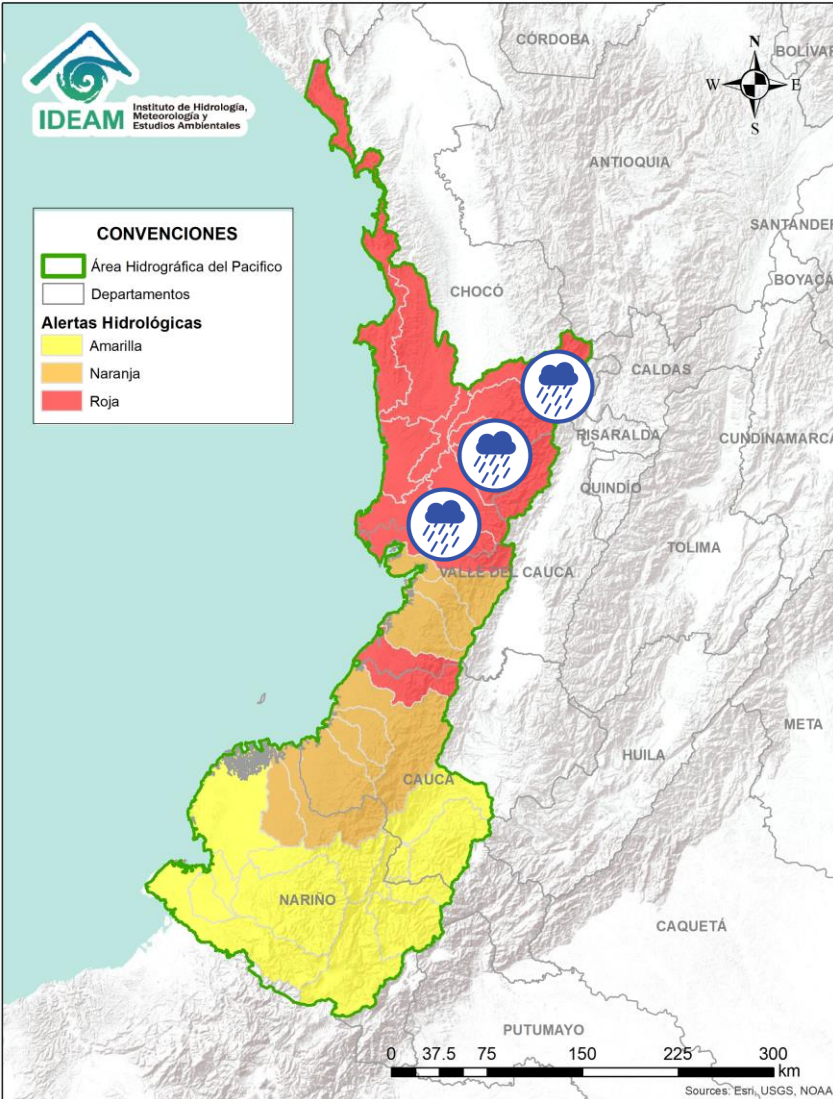 CÓRDOBA
BOLÍVAR
N
W
E
S
IDEAM
Instituto de Hidrología,
Meteorología y
Estudios Ambientales
ANTIOQUIA
SANTANDER
CONVENCIONES
Área Hidrográfica del Pacifico
Departamentos
Alertas Hidrológicas
Amarilla
Naranja
Roja
BOYACÁ
CHOCÓ
CALDAS
RISARALDA
CUNDINAMARCA
QUINDÍO
TOLIMA
VALLE DEL CAUCA
META
HUILA
CAUCA
NARIÑO
CAQUETÁ
PUTUMAYO
0 37.5 75 150 225 300
km
Sources: Esri, USGS, NOAA